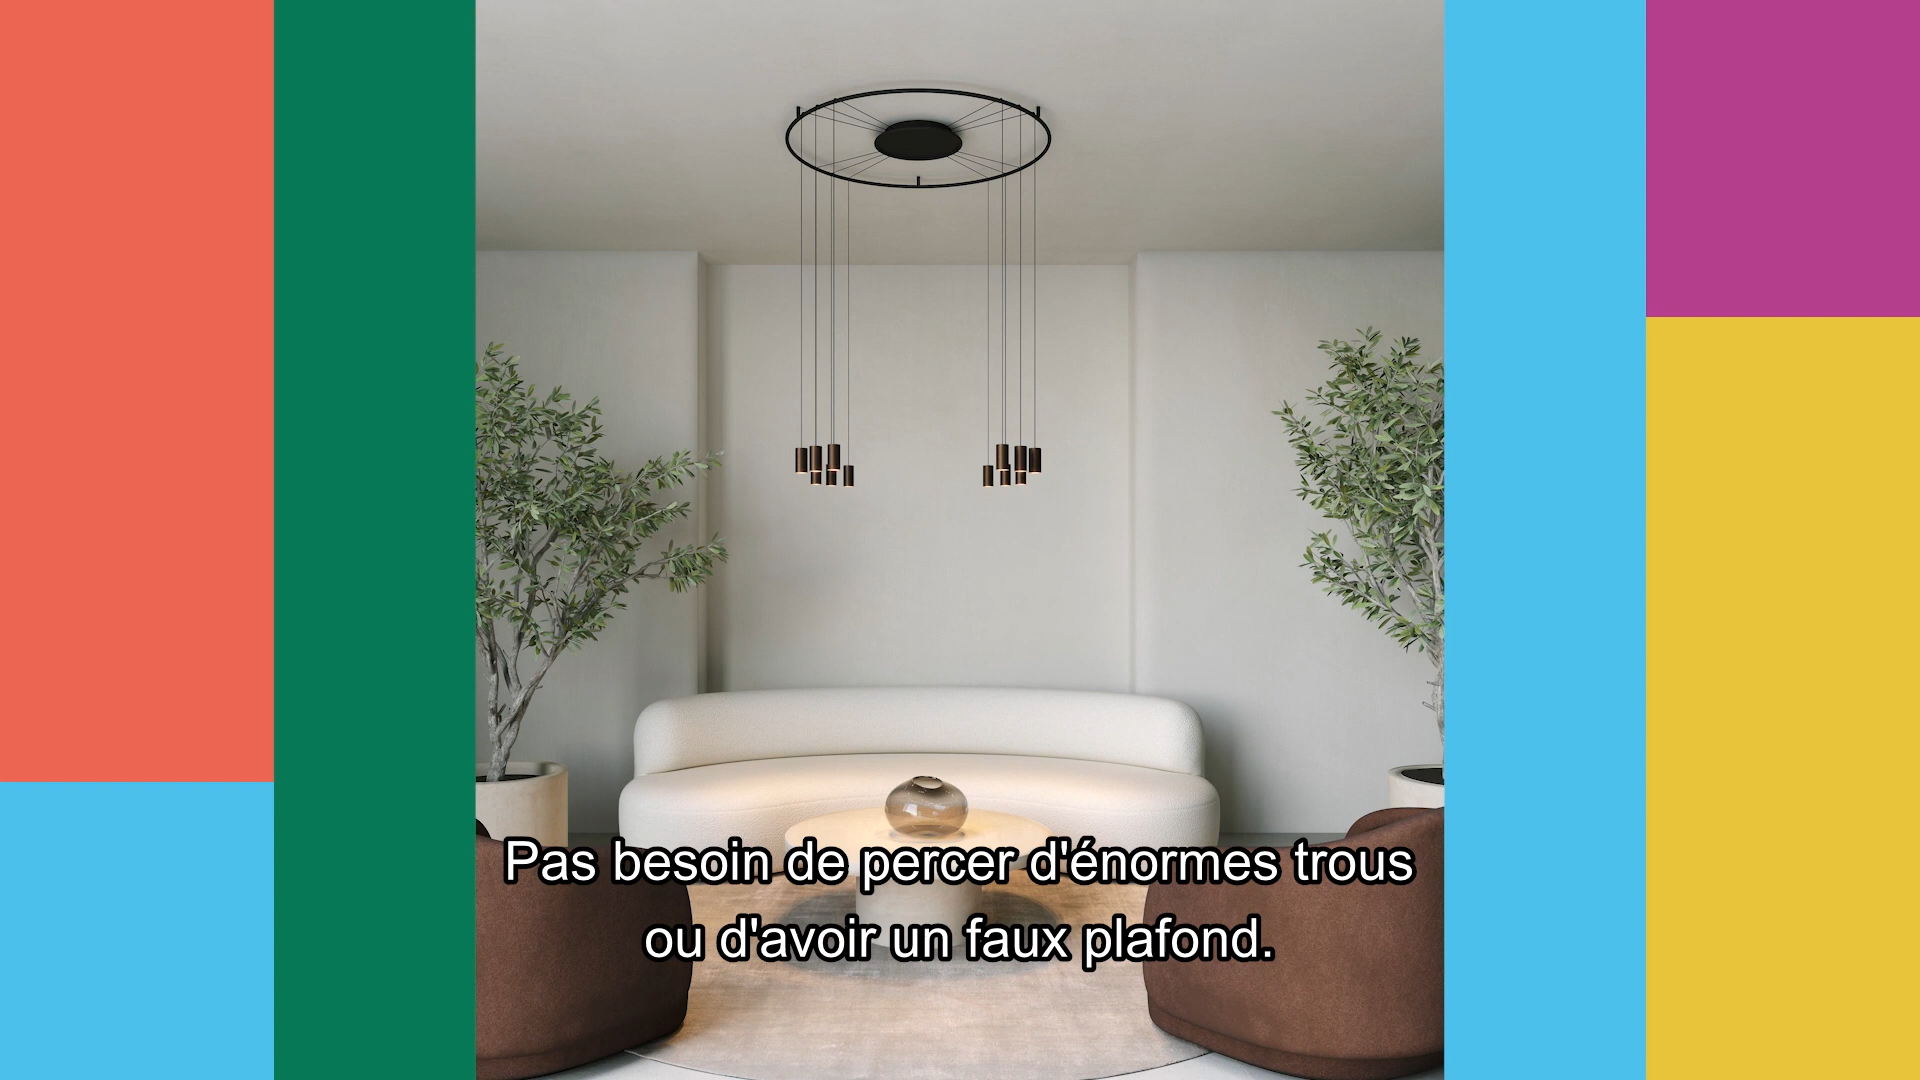 Pas besoin de percer d'énormes trous
ou d'avoir un faux plafond.